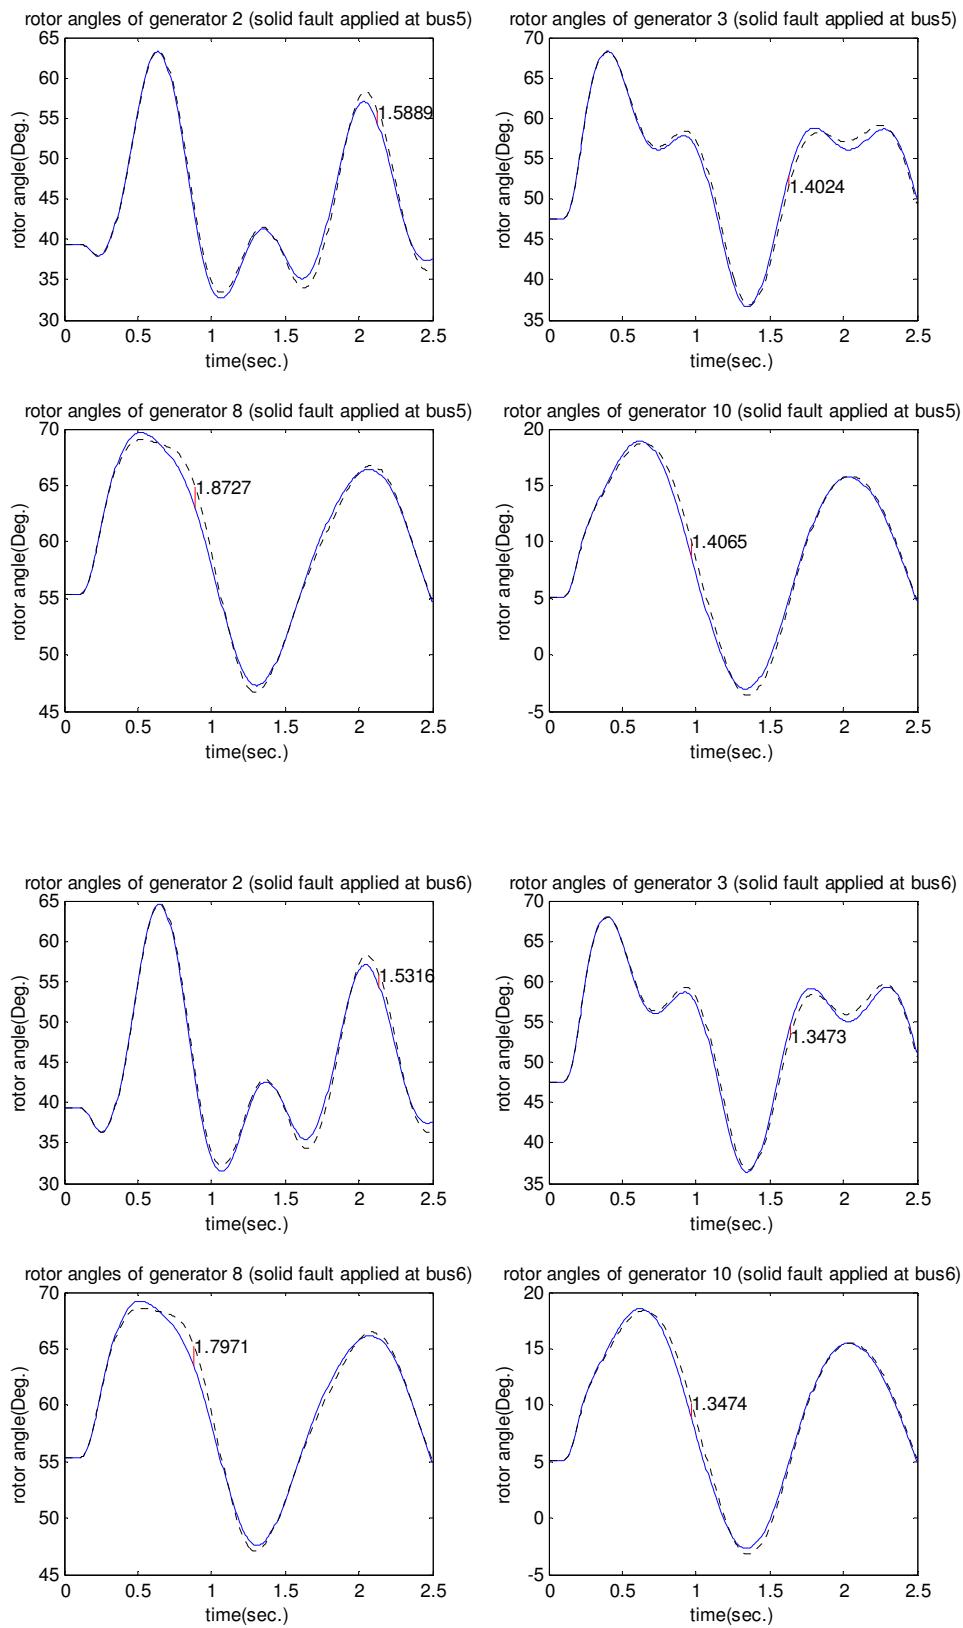 rotor angles of generator 2 (solid fault applied at bus5)
rotor angle(Deg.)
65
60
55
50
45
40
35
30
1.5889
0 0.5 1 1.5 2 2.5
time(sec.)
rotor angles of generator 3 (solid fault applied at bus5)
rotor angle(Deg.)
70
65
60
55
50
45
40
35
1.4024
0 0.5 1 1.5 2 2.5
time(sec.)
rotor angles of generator 8 (solid fault applied at bus5)
rotor angle(Deg.)
70
65
60
55
50
45
1.8727
0 0.5 1 1.5 2 2.5
time(sec.)
rotor angles of generator 10 (solid fault applied at bus5)
rotor angle(Deg.)
20
15
10
5
0
-5
1.4065
0 0.5 1 1.5 2 2.5
time(sec.)
rotor angles of generator 2 (solid fault applied at bus6)
rotor angle(Deg.)
65
60
55
50
45
40
35
30
1.5316
0 0.5 1 1.5 2 2.5
time(sec.)
rotor angles of generator 3 (solid fault applied at bus6)
rotor angle(Deg.)
70
65
60
55
50
45
40
35
1.3473
0 0.5 1 1.5 2 2.5
time(sec.)
rotor angles of generator 8 (solid fault applied at bus6)
rotor angle(Deg.)
70
65
60
55
50
45
1.7971
0 0.5 1 1.5 2 2.5
time(sec.)
rotor angles of generator 10 (solid fault applied at bus6)
rotor angle(Deg.)
20
15
10
5
0
-5
1.3474
0 0.5 1 1.5 2 2.5
time(sec.)